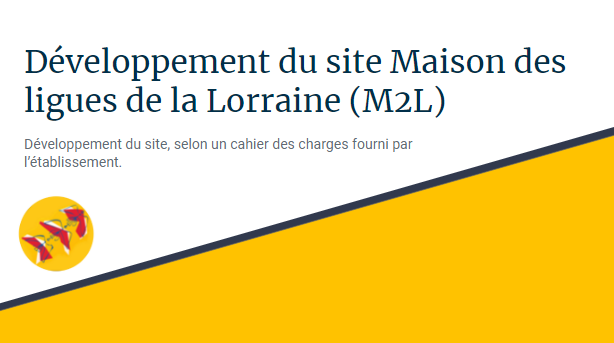 Développement du site Maison des
ligues de la Lorraine (M2L)
Développement du site, selon un cahier des charges fourni par
l'établissement.